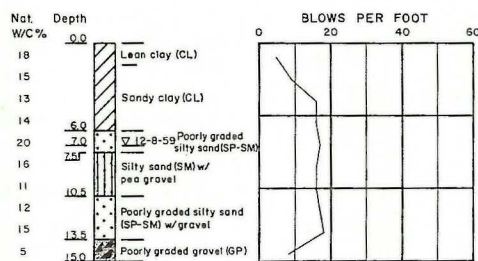 Nat. Depth BLOWS PER FOOT
W/C%
0.0 0 20 40 60
18 Lean clay (CL)
15
13 Sandy clay (CL)
14
6.0
20 7.0 12-8-59 Poorly graded
silty sand (SP-SM)
7.5
16 Silty sand (SM) w/
pea gravel
11
10.5
12 Poorly graded silty sand
(SP-SM) w/gravel
15
13.5
5 Poorly graded gravel (GP)
15.0